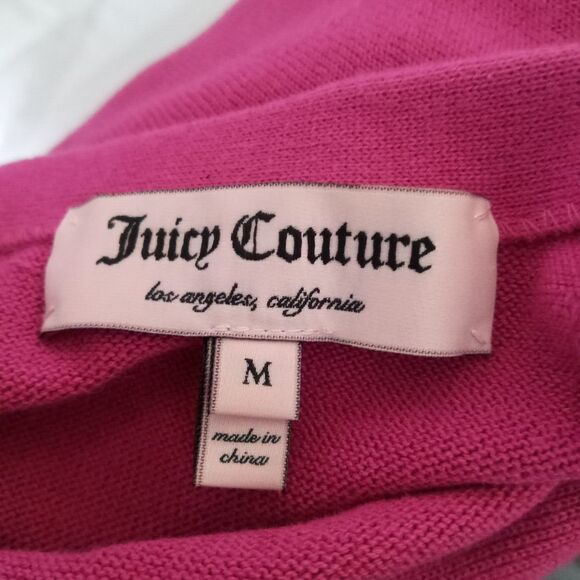 Juicy Couture
los angeles, california
M
made in
china